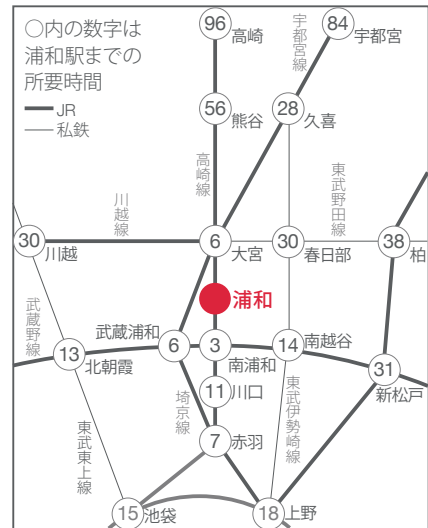 ○内の数字は
浦和駅までの
所要時間
JR
私鉄
96
高崎
宇都宮線
84
宇都宮
56
熊谷
28
久喜
高崎線
川越線
東武野田線
30
川越
6
大宮
30
春日部
38
柏
浦和
武蔵野線
武蔵浦和
13
北朝霞
6
3
南浦和
14
南越谷
31
新松戸
11
川口
埼京線
東武伊勢崎線
東武東上線
7
赤羽
15
池袋
18
上野